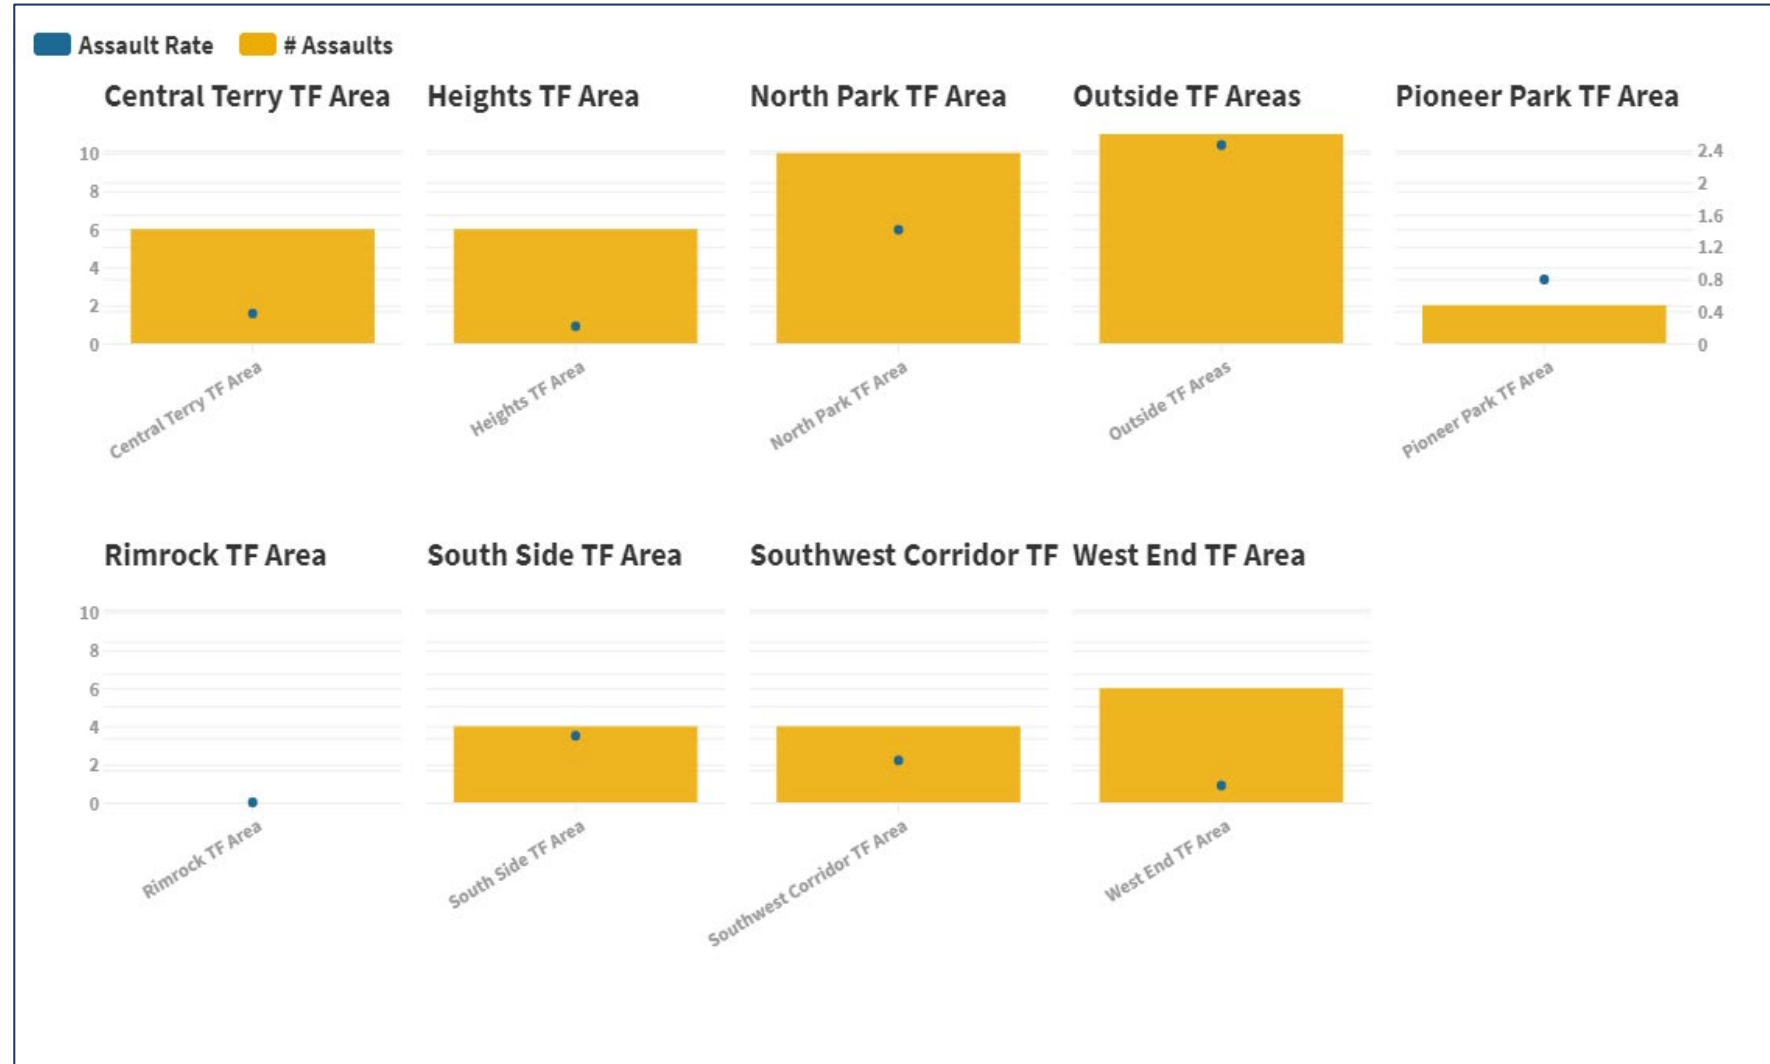 Assault Rate # Assaults
Central Terry TF Area Heights TF Area North Park TF Area Outside TF Areas Pioneer Park TF Area
10 2.4
8 2
6 1.6
1.2
4 0.8
2 0.4
0 0
Central Terry TF Area Heights TF Area North Park TF Area Outside TF Areas Pioneer Park TF Area
Rimrock TF Area South Side TF Area Southwest Corridor TF West End TF Area
10
8
6
4
2
0
Rimrock TF Area South Side TF Area Southwest Corridor TF Area West End TF Area